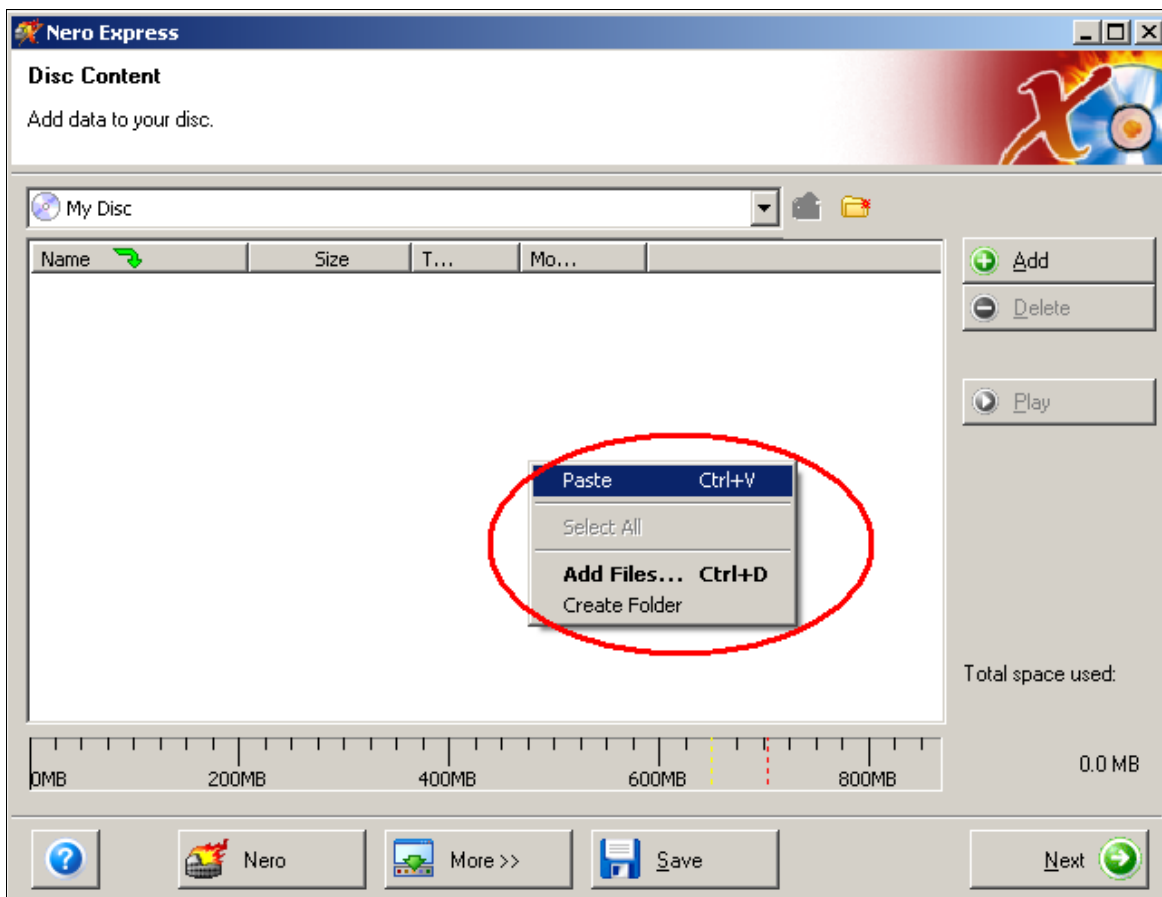 Nero Express
Disc Content
Add data to your disc.
My Disc
Name Size T... Mo...
Add
Delete
Play
Paste Ctrl+V
Select All
Add Files... Ctrl+D
Create Folder
Total space used:
0MB 200MB 400MB 600MB 800MB
0.0 MB
? Nero More >> Save Next